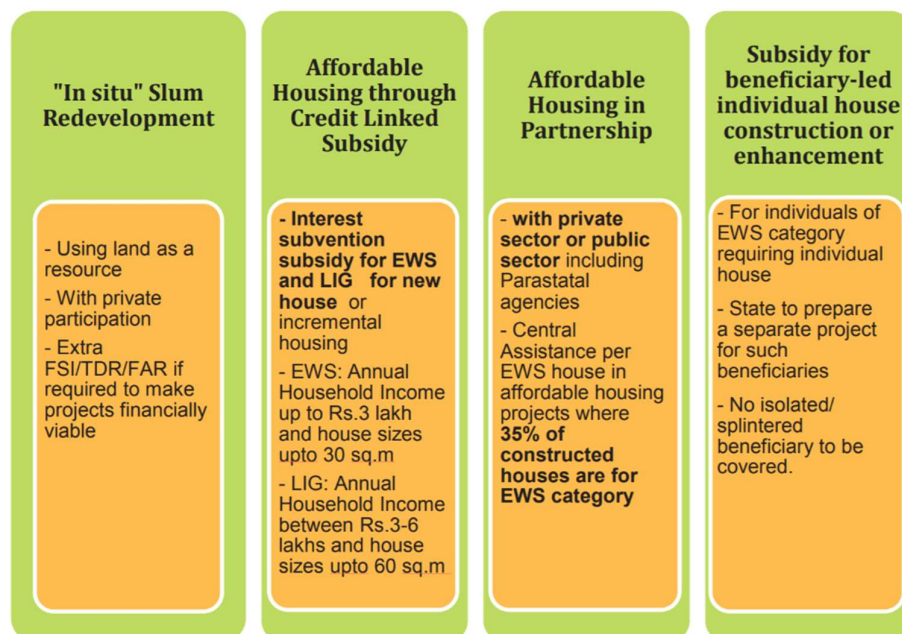 "In situ" Slum
Redevelopment
- Using land as a
resource
- With private
participation
- Extra
FSI/TDR/FAR if
required to make
projects financially
viable
Affordable
Housing through
Credit Linked
Subsidy
- Interest
subvention
subsidy for EWS
and LIG for new
house or
incremental
housing
- EWS: Annual
Household Income
up to Rs.3 lakh
and house sizes
upto 30 sq.m
- LIG: Annual
Household Income
between Rs.3-6
lakhs and house
sizes upto 60 sq.m
Affordable
Housing in
Partnership
- with private
sector or public
sector including
Parastatal
agencies
- Central
Assistance per
EWS house in
affordable housing
projects where
35% of
constructed
houses are for
EWS category
Subsidy for
beneficiary-led
individual house
construction or
enhancement
- For individuals of
EWS category
requiring individual
house
- State to prepare
a separate project
for such
beneficiaries
- No isolated/
splintered
beneficiary to be
covered.